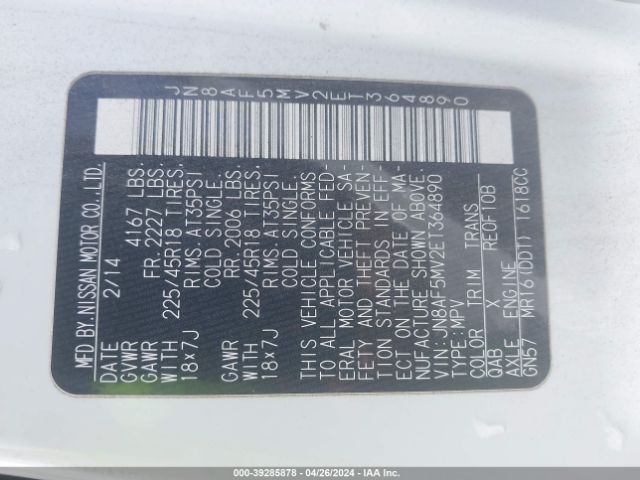 JN8AF5MV2ET364890
MFD BY. NISSAN MOTOR CO., LTD.
DATE 2/14
GVWR 4167 LBS.
GAWR FR. 2227 LBS.
WITH 225/45R18 TIRES,
18x7J RIMS. AT35PSI
COLD SINGLE.
GAWR RR. 2006 LBS.
WITH 225/45R18 TIRES,
18x7J RIMS. AT35PSI
COLD SINGLE.
THIS VEHICLE CONFORMS
TO ALL APPLICABLE FED-
ERAL MOTOR VEHICLE SA-
FETY AND THEFT PREVEN-
TION STANDARDS IN EFF
ECT ON THE DATE OF MA-
NUFACTURE SHOWN ABOVE.
VIN: JN8AF5MV2ET364890
TYPE: MPV
COLOR TRIM TRANS
QAB X RE0FT0B
AXLE ENGINE
GN57 MR16(DDT) 1618CC
000-39285878 - 04/26/2024 - IAA Inc.